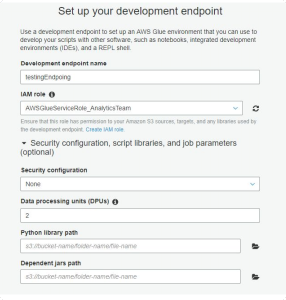 Set up your development endpoint
Use a development endpoint to set up an AWS Glue environment that you can use to
develop your scripts with other software, such as notebooks, integrated development
environments (IDEs), and a REPL shell.
Development endpoint name
testingEndpoing
IAM role
AWSGlueServiceRole_AnalyticsTeam
Ensure that this role has permission to your Amazon S3 sources, targets, and any libraries used by
the development endpoint. Create IAM role.
Security configuration, script libraries, and job parameters
(optional)
Security configuration
None
Data processing units (DPUs)
2
Python library path
s3://bucket-name/folder-name/file-name
Dependent jars path
s3://bucket-name/folder-name/file-name